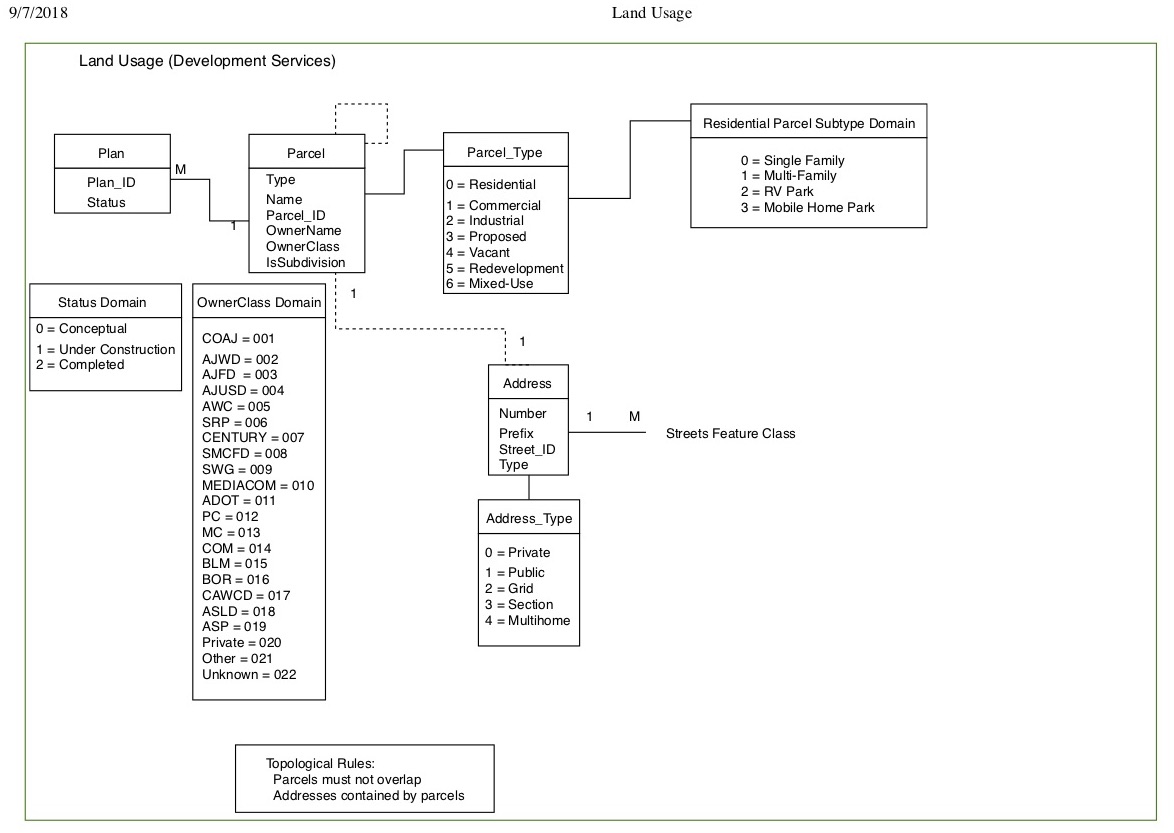 9/7/2018
Land Usage
Land Usage (Development Services)
Plan
Plan_ID
Status
M
1
Parcel
Type
Name
Parcel_ID
OwnerName
OwnerClass
IsSubdivision
Parcel_Type
0 = Residential
1 = Commercial
2 = Industrial
3 = Proposed
4 = Vacant
5 = Redevelopment
6 = Mixed-Use
Residential Parcel Subtype Domain
0 = Single Family
1 = Multi-Family
2 = RV Park
3 = Mobile Home Park
Status Domain
0 = Conceptual
1 = Under Construction
2 = Completed
OwnerClass Domain
COAJ = 001
AJWD = 002
AJFD = 003
AJUSD = 004
AWC = 005
SRP = 006
CENTURY = 007
SMCFD = 008
SWG = 009
MEDIACOM = 010
ADOT = 011
PC = 012
MC = 013
COM = 014
BLM = 015
BOR = 016
CAWCD = 017
ASLD = 018
ASP = 019
Private = 020
Other = 021
Unknown = 022
1
1
Address
Number
Prefix
Street_ID
Type
1 M
Streets Feature Class
Address_Type
0 = Private
1 = Public
2 = Grid
3 = Section
4 = Multihome
Topological Rules:
Parcels must not overlap
Addresses contained by parcels